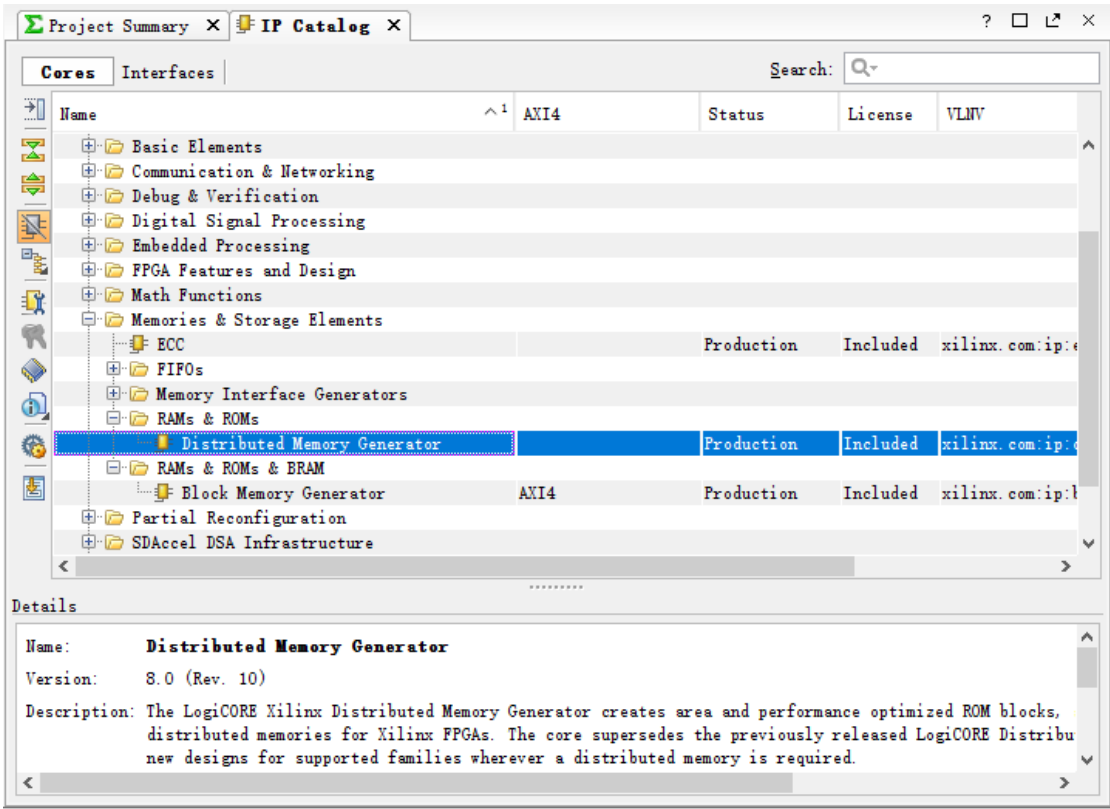 Project Summary X IP Catalog X ?
Cores Interfaces Search:
Name 1 AXI4 Status License VLNV
Basic Elements
Communication & Networking
Debug & Verification
Digital Signal Processing
Embedded Processing
FPGA Features and Design
Math Functions
Memories & Storage Elements
ECC Production Included xilinx.com:ip:
FIFOs
Memory Interface Generators
RAMs & ROMs
Distributed Memory Generator Production Included xilinx.com:ip:
RAMs & ROMs & BRAM
Block Memory Generator AXI4 Production Included xilinx.com:ip:
Partial Reconfiguration
SDAccel DSA Infrastructure
Details
Name: Distributed Memory Generator
Version: 8.0 (Rev. 10)
Description: The LogiCORE Xilinx Distributed Memory Generator creates area and performance optimized ROM blocks,
distributed memories for Xilinx FPGAs. The core supersedes the previously released LogiCORE Distribu
new designs for supported families wherever a distributed memory is required.